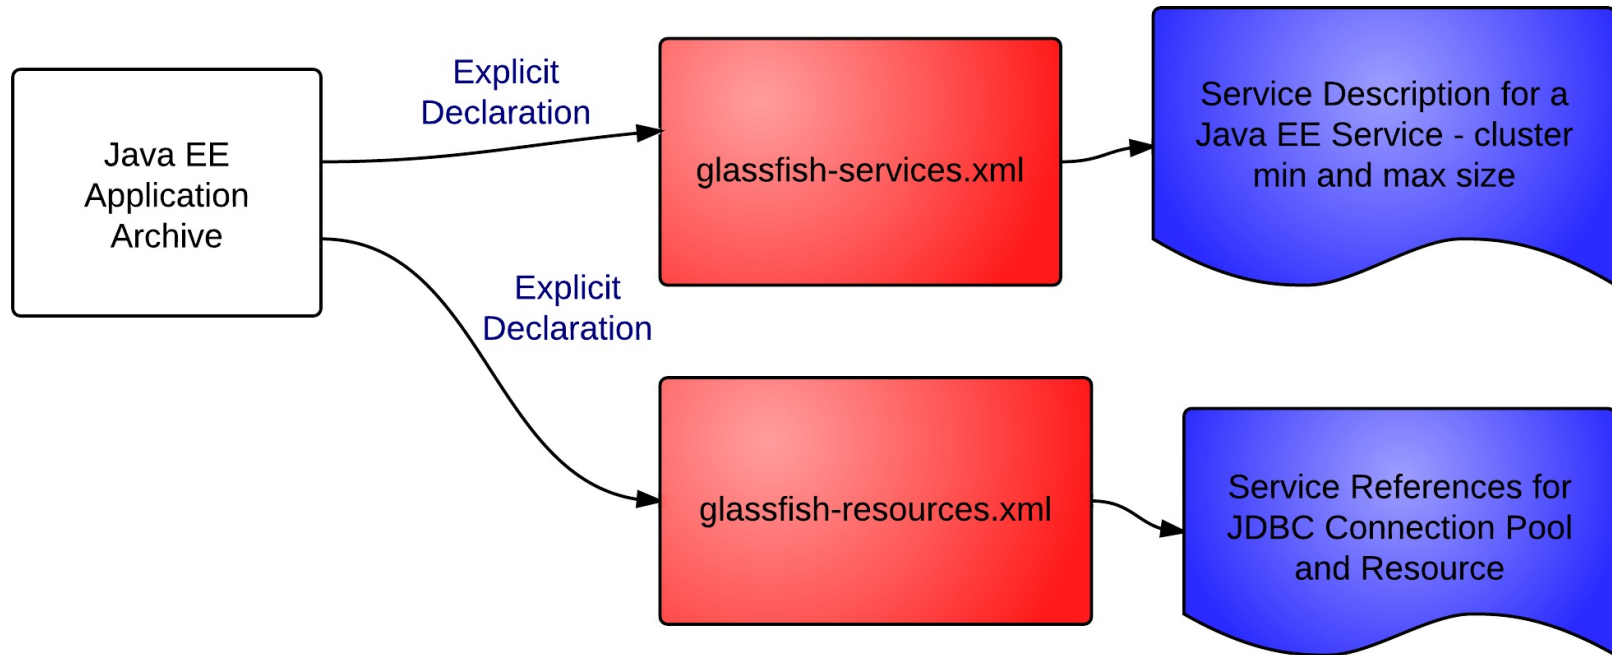 Java EE
Application
Archive
Explicit
Declaration
glassfish-services.xml
Service Description for a
Java EE Service - cluster
min and max size
Explicit
Declaration
glassfish-resources.xml
Service References for
JDBC Connection Pool
and Resource